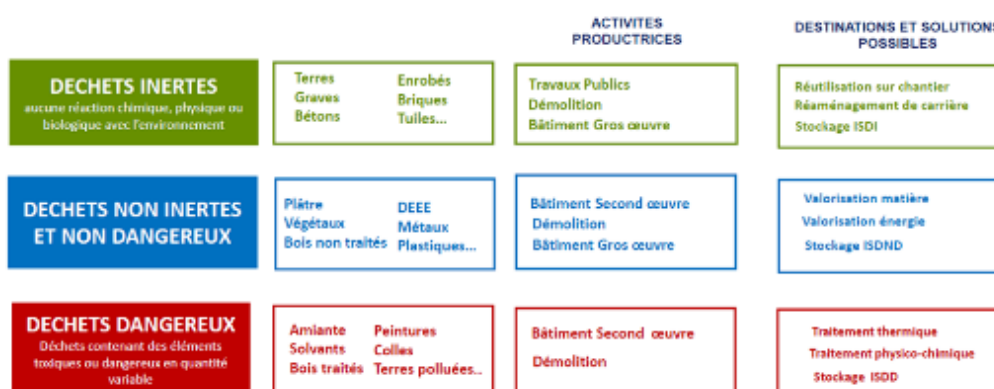 ACTIVITES
PRODUCTRICES
DESTINATIONS ET SOLUTIONS
POSSIBLES
DECHETS INERTES
aucune réaction chimique, physique ou
biologique avec l'environnement
Terres
Graves
Bétons
Enrobés
Briques
Tuiles...
Travaux Publics
Démolition
Bâtiment Gros œuvre
Réutilisation sur chantier
Réaménagement de carrière
Stockage ISDI
DECHETS NON INERTES
ET NON DANGEREUX
Plâtre
Végétaux
Bois non traités
DEEE
Métaux
Plastiques...
Bâtiment Second œuvre
Démolition
Bâtiment Gros œuvre
Valorisation matière
Valorisation énergie
Stockage ISDND
DECHETS DANGEREUX
Déchets contenant des éléments
toxiques ou dangereux en quantité
variable
Amiante
Solvants
Bois traités
Peintures
Colles
Terres polluées..
Bâtiment Second œuvre
Démolition
Traitement thermique
Traitement physico-chimique
Stockage ISDD